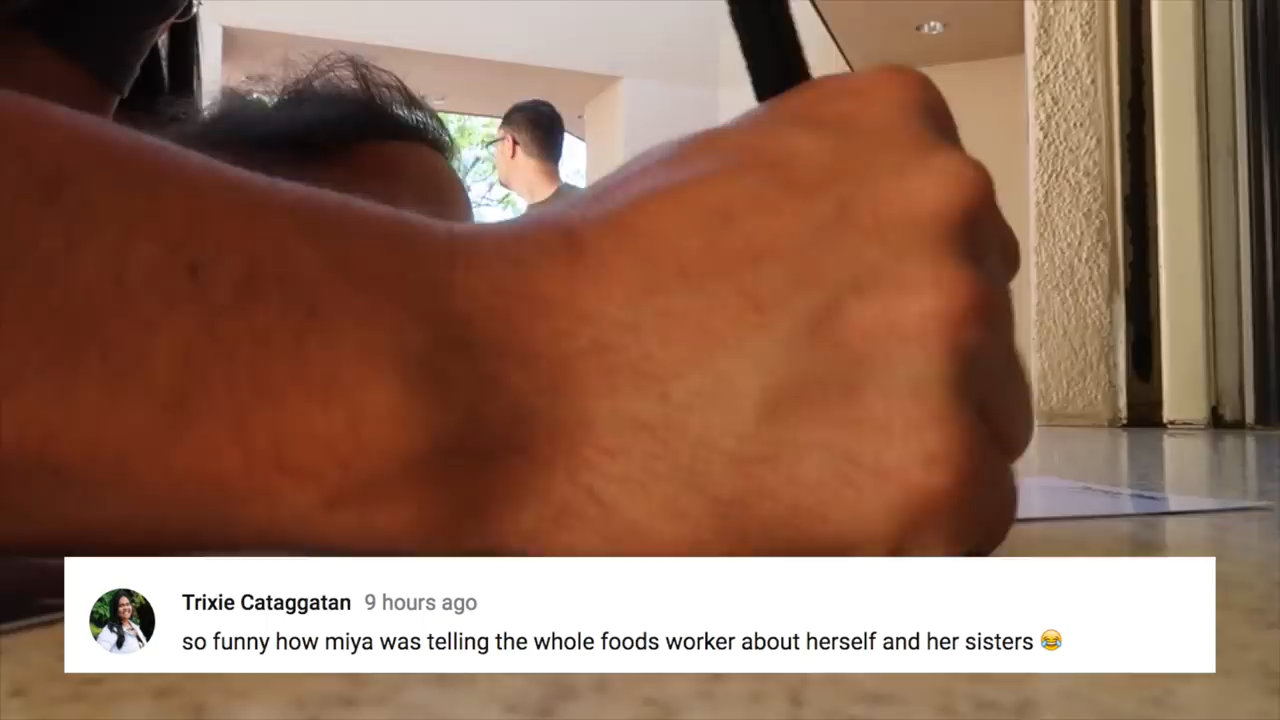 Trixie Cataggatan 9 hours ago
so funny how miya was telling the whole foods worker about herself and her sisters 😂